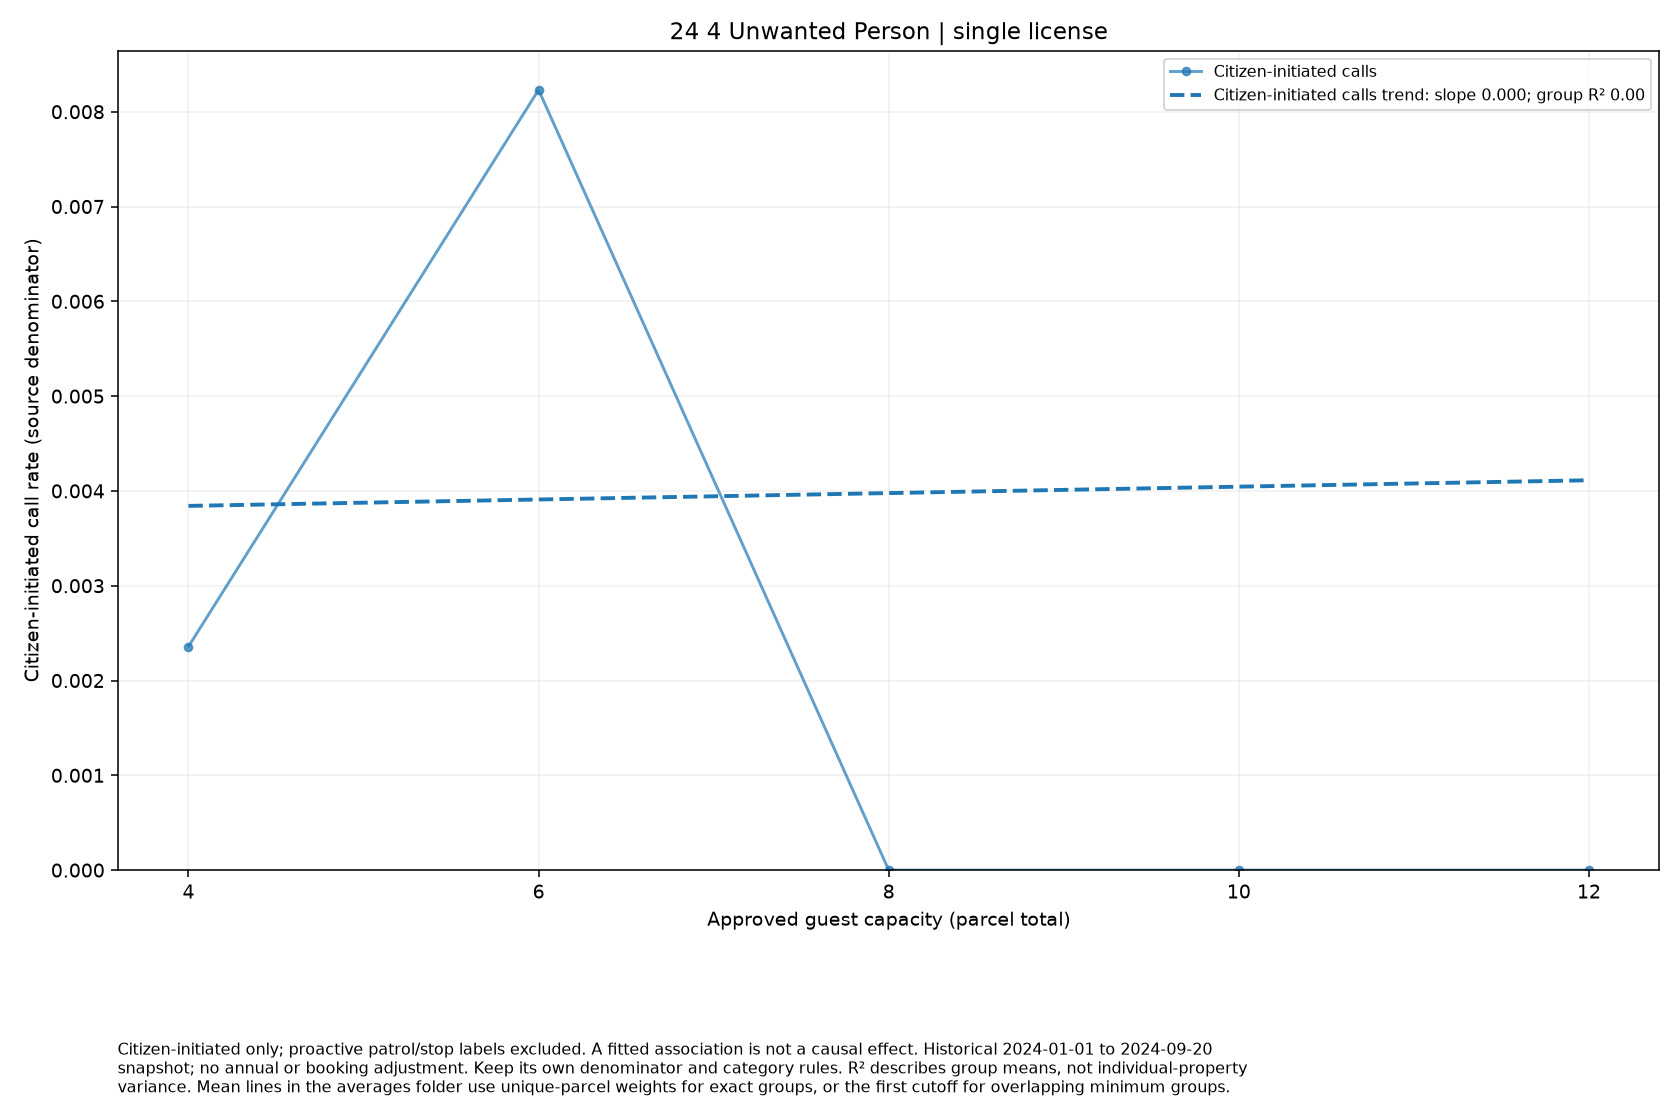 24 4 Unwanted Person | single license
Citizen-initiated calls
Citizen-initiated calls trend: slope 0.000; group R² 0.00
Citizen-initiated call rate (source denominator)
0.008
0.007
0.006
0.005
0.004
0.003
0.002
0.001
0.000
4 6 8 10 12
Approved guest capacity (parcel total)
Citizen-initiated only; proactive patrol/stop labels excluded. A fitted association is not a causal effect. Historical 2024-01-01 to 2024-09-20
snapshot; no annual or booking adjustment. Keep its own denominator and category rules. R² describes group means, not individual-property
variance. Mean lines in the averages folder use unique-parcel weights for exact groups, or the first cutoff for overlapping minimum groups.